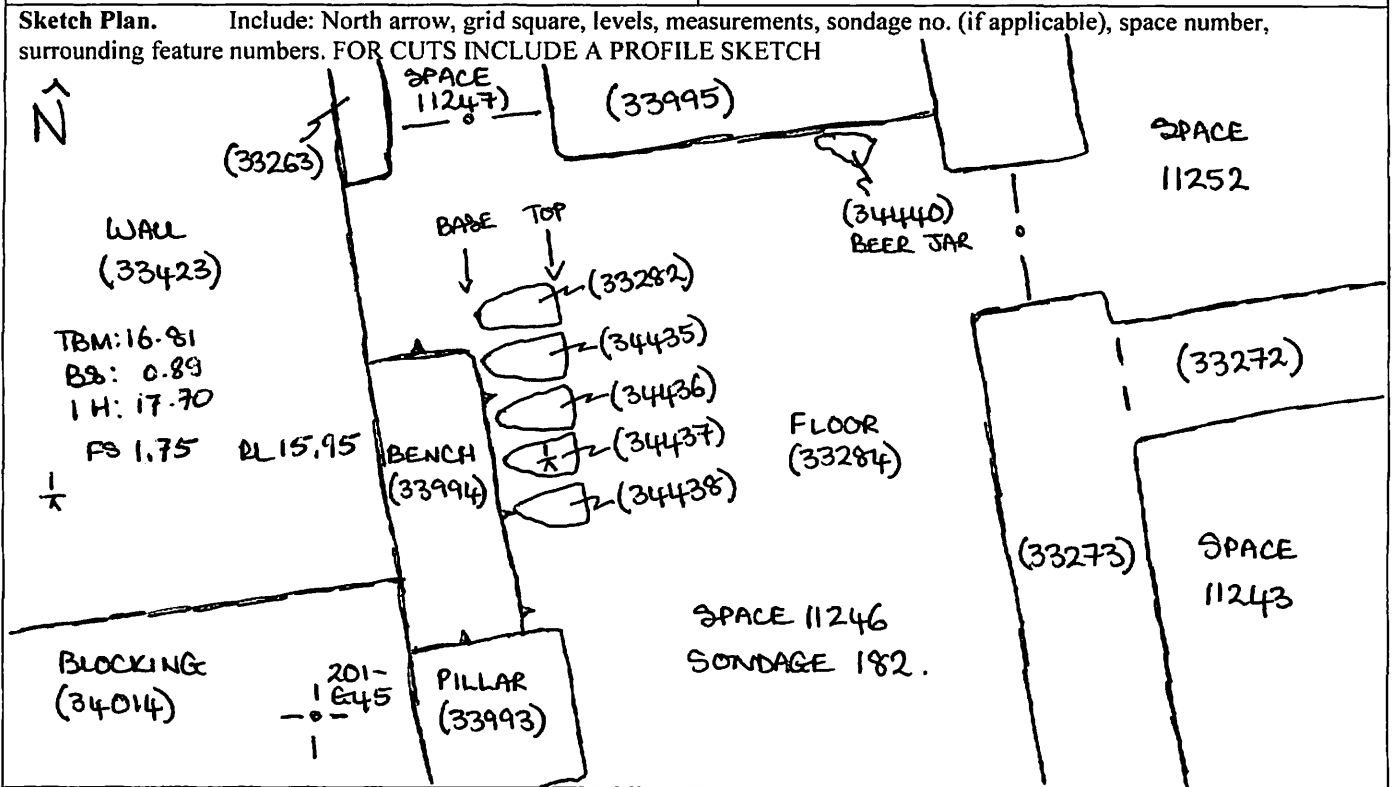 Sketch Plan. Include: North arrow, grid square, levels, measurements, sondage no. (if applicable), space number,
surrounding feature numbers. FOR CUTS INCLUDE A PROFILE SKETCH
N
SPACE
11247)
(33995)
(33263)
SPACE
11252
WALL
(33423)
BASE
TOP
(34440)
BEER JAR
(33282)
TBM: 16.81
BS: 0.89
IH: 17.70
FS 1.75 RL 15.95
(34435)
(34436)
(34437)
(34438)
BENCH
(33994)
FLOOR
(33284)
(33272)
(33273)
SPACE
11243
SPACE 11246
SONDAGE 182.
BLOCKING
(34014)
201-
E45
PILLAR
(33993)